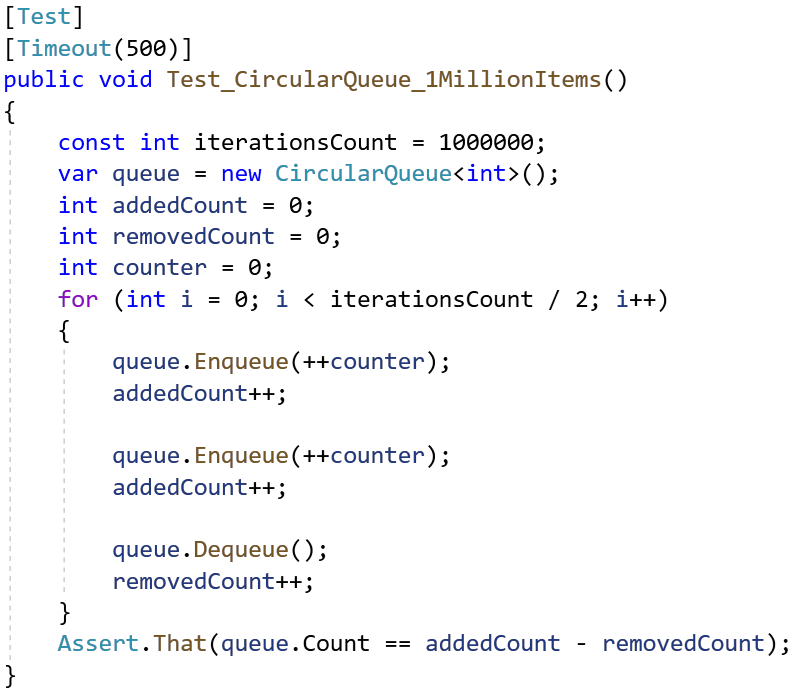 [Test]
[Timeout(500)]
public void Test_CircularQueue_1MillionItems()
{
    const int iterationsCount = 1000000;
    var queue = new CircularQueue<int>();
    int addedCount = 0;
    int removedCount = 0;
    int counter = 0;
    for (int i = 0; i < iterationsCount / 2; i++)
    {
        queue.Enqueue(++counter);
        addedCount++;

        queue.Enqueue(++counter);
        addedCount++;

        queue.Dequeue();
        removedCount++;
    }
    Assert.That(queue.Count == addedCount - removedCount);
}